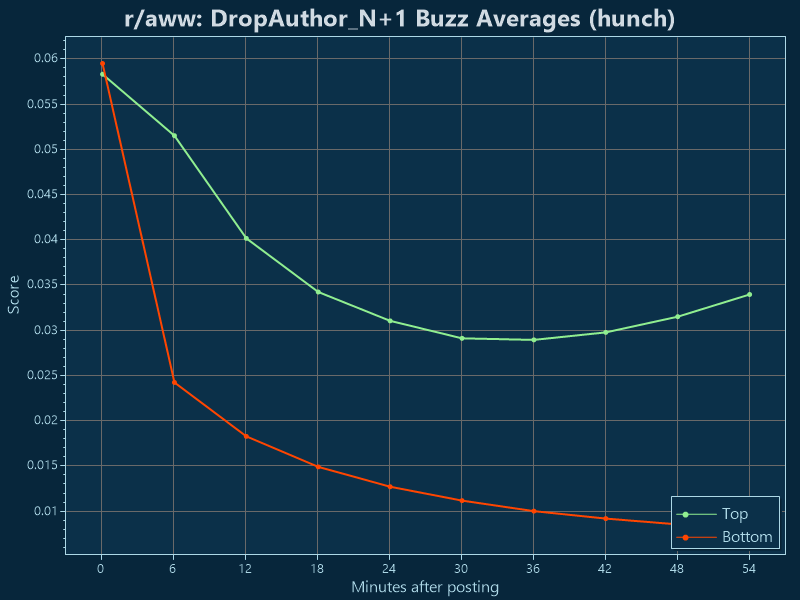 r/aww: DropAuthor_N+1 Buzz Averages (hunch)
0.06
0.055
0.05
0.045
0.04
0.035
0.03
0.025
0.02
0.015
0.01
Score
Top
Bottom
0 6 12 18 24 30 36 42 48 54
Minutes after posting